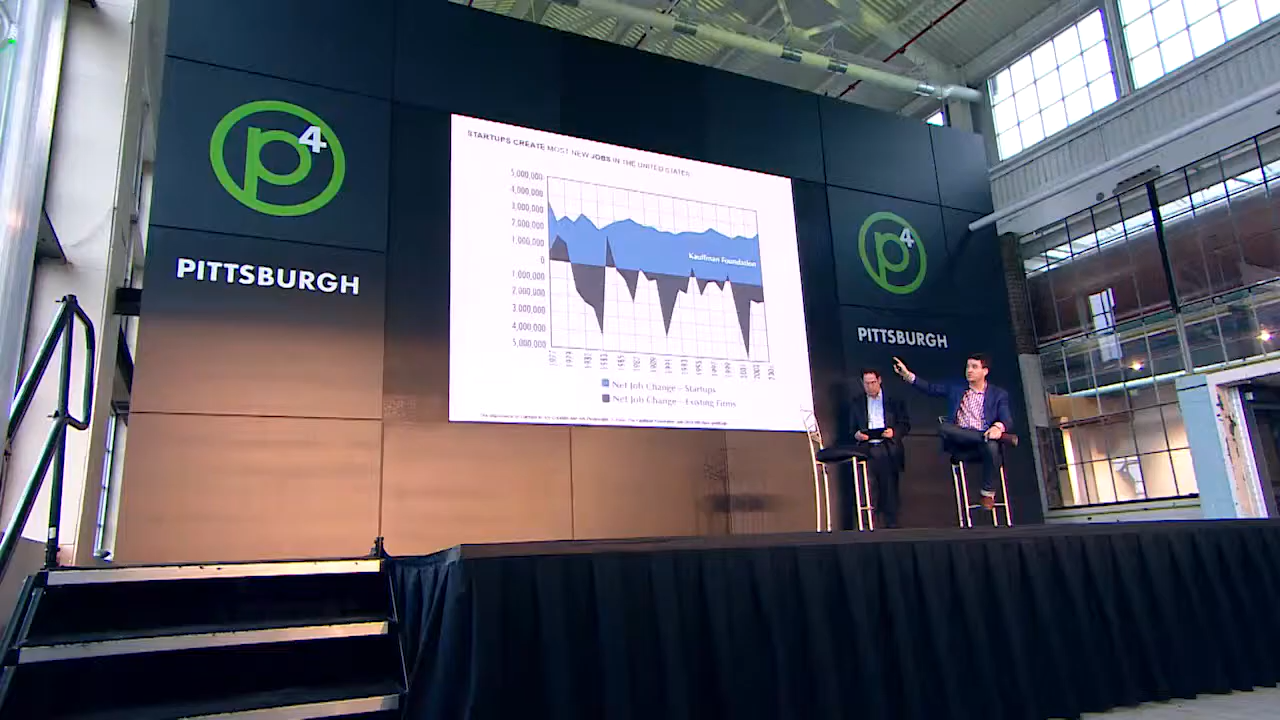 p4
PITTSBURGH
STARTUPS CREATE MOST NEW JOBS IN THE UNITED STATES
5,000,000
4,000,000
3,000,000
2,000,000
1,000,000
0
1,000,000
2,000,000
3,000,000
4,000,000
5,000,000
Kauffman Foundation
Net Job Change – Startups
Net Job Change – Existing Firms
p4
PITTSBURGH